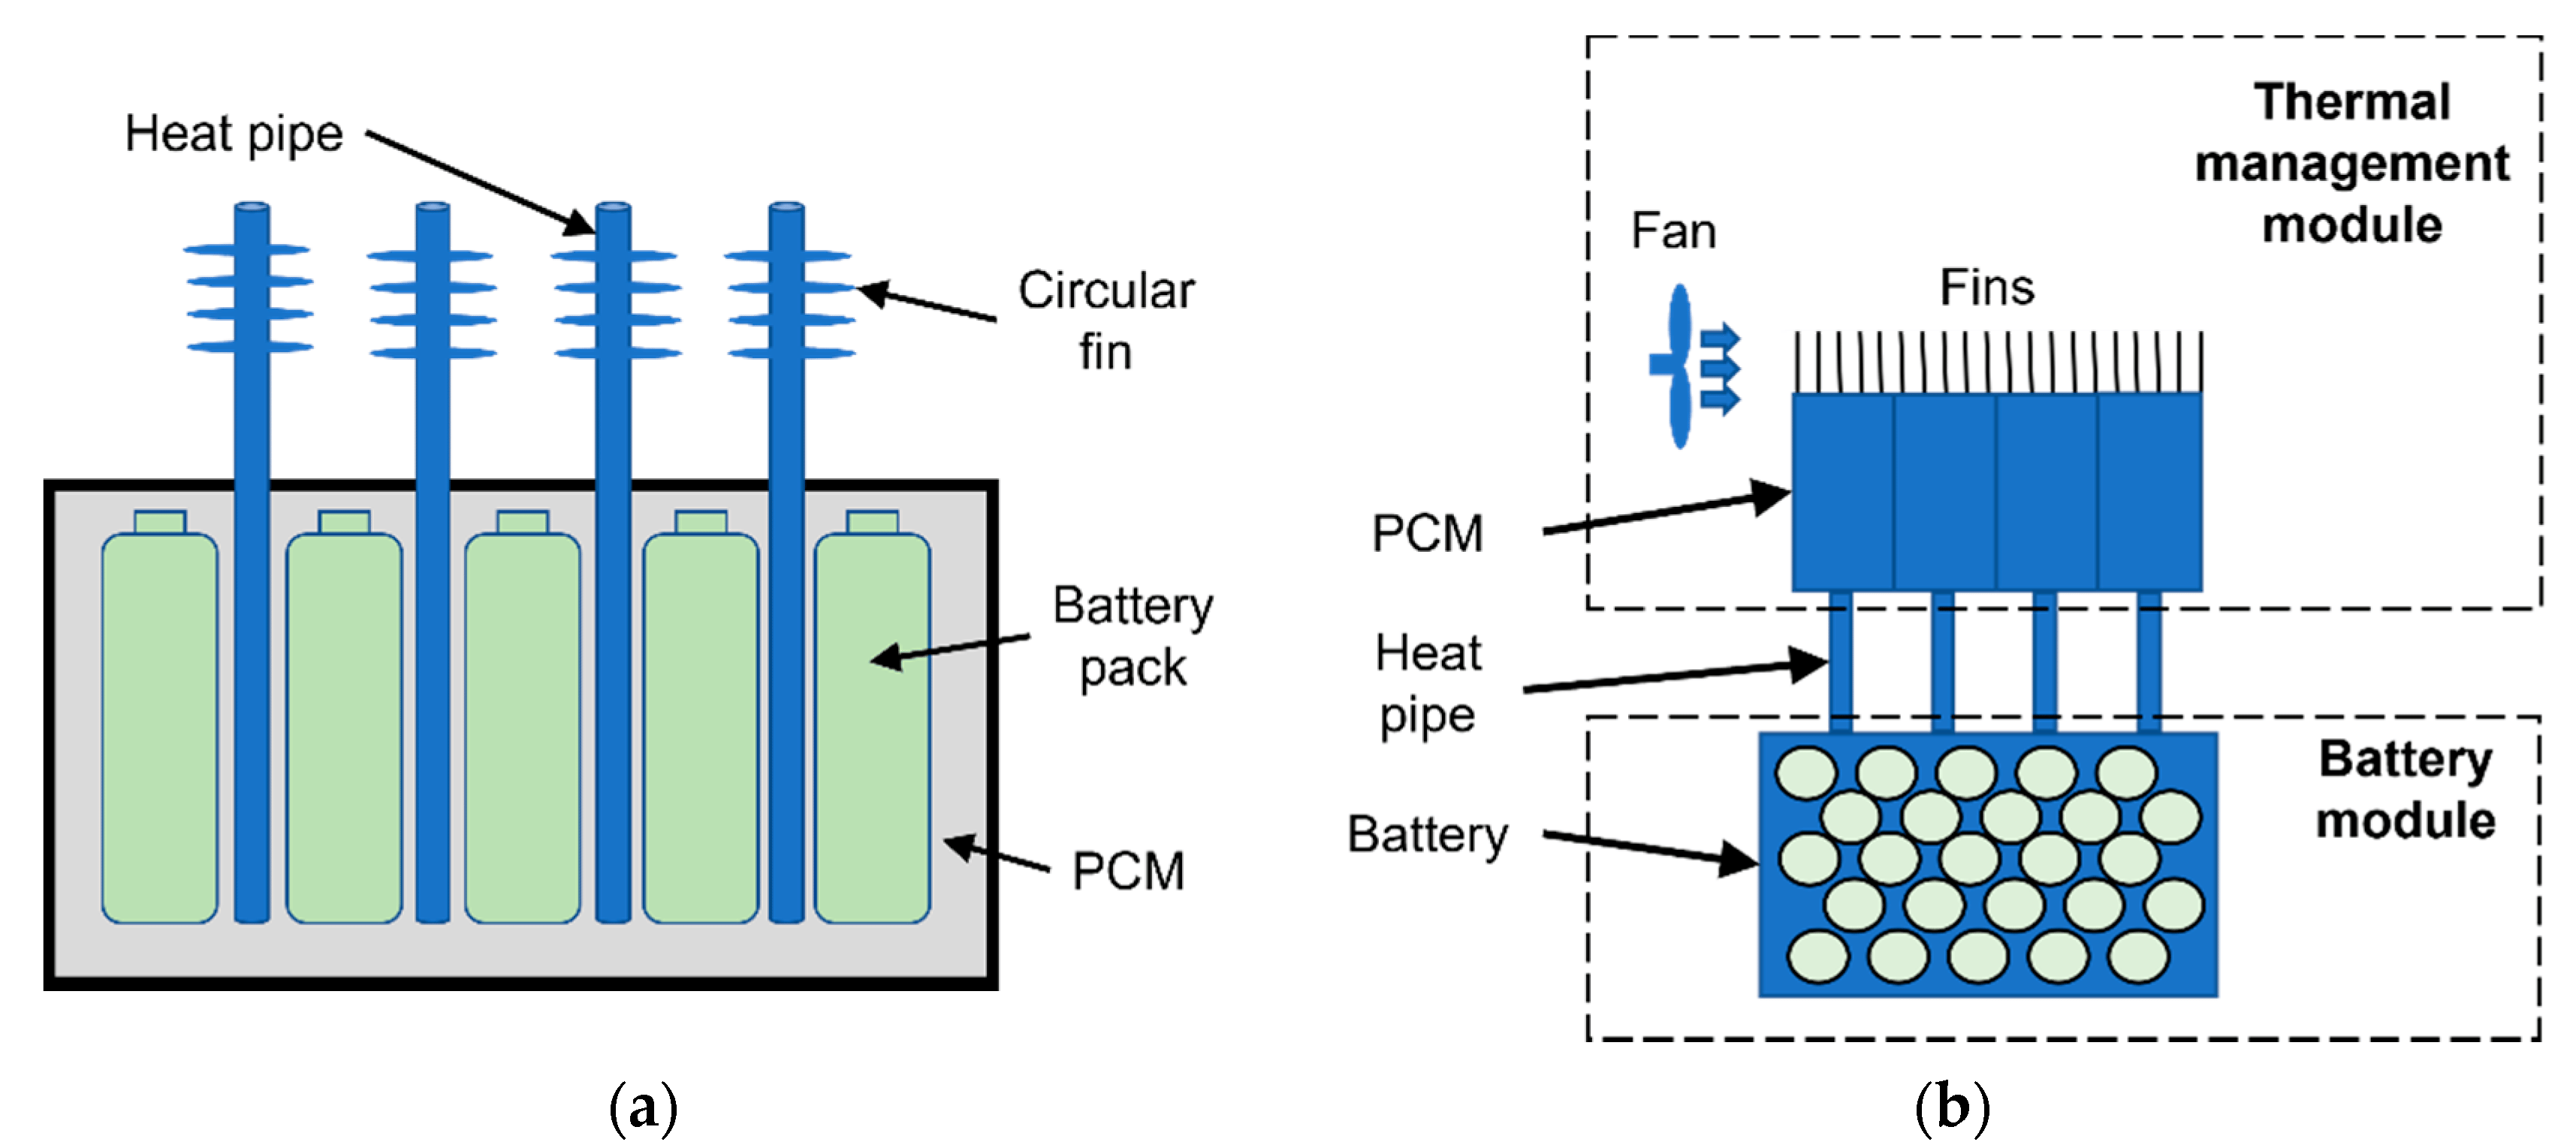 Heat pipe
Circular
fin
Battery
pack
PCM
(a)
Thermal
management
module
Fan
Fins
PCM
Heat
pipe
Battery
module
Battery
(b)